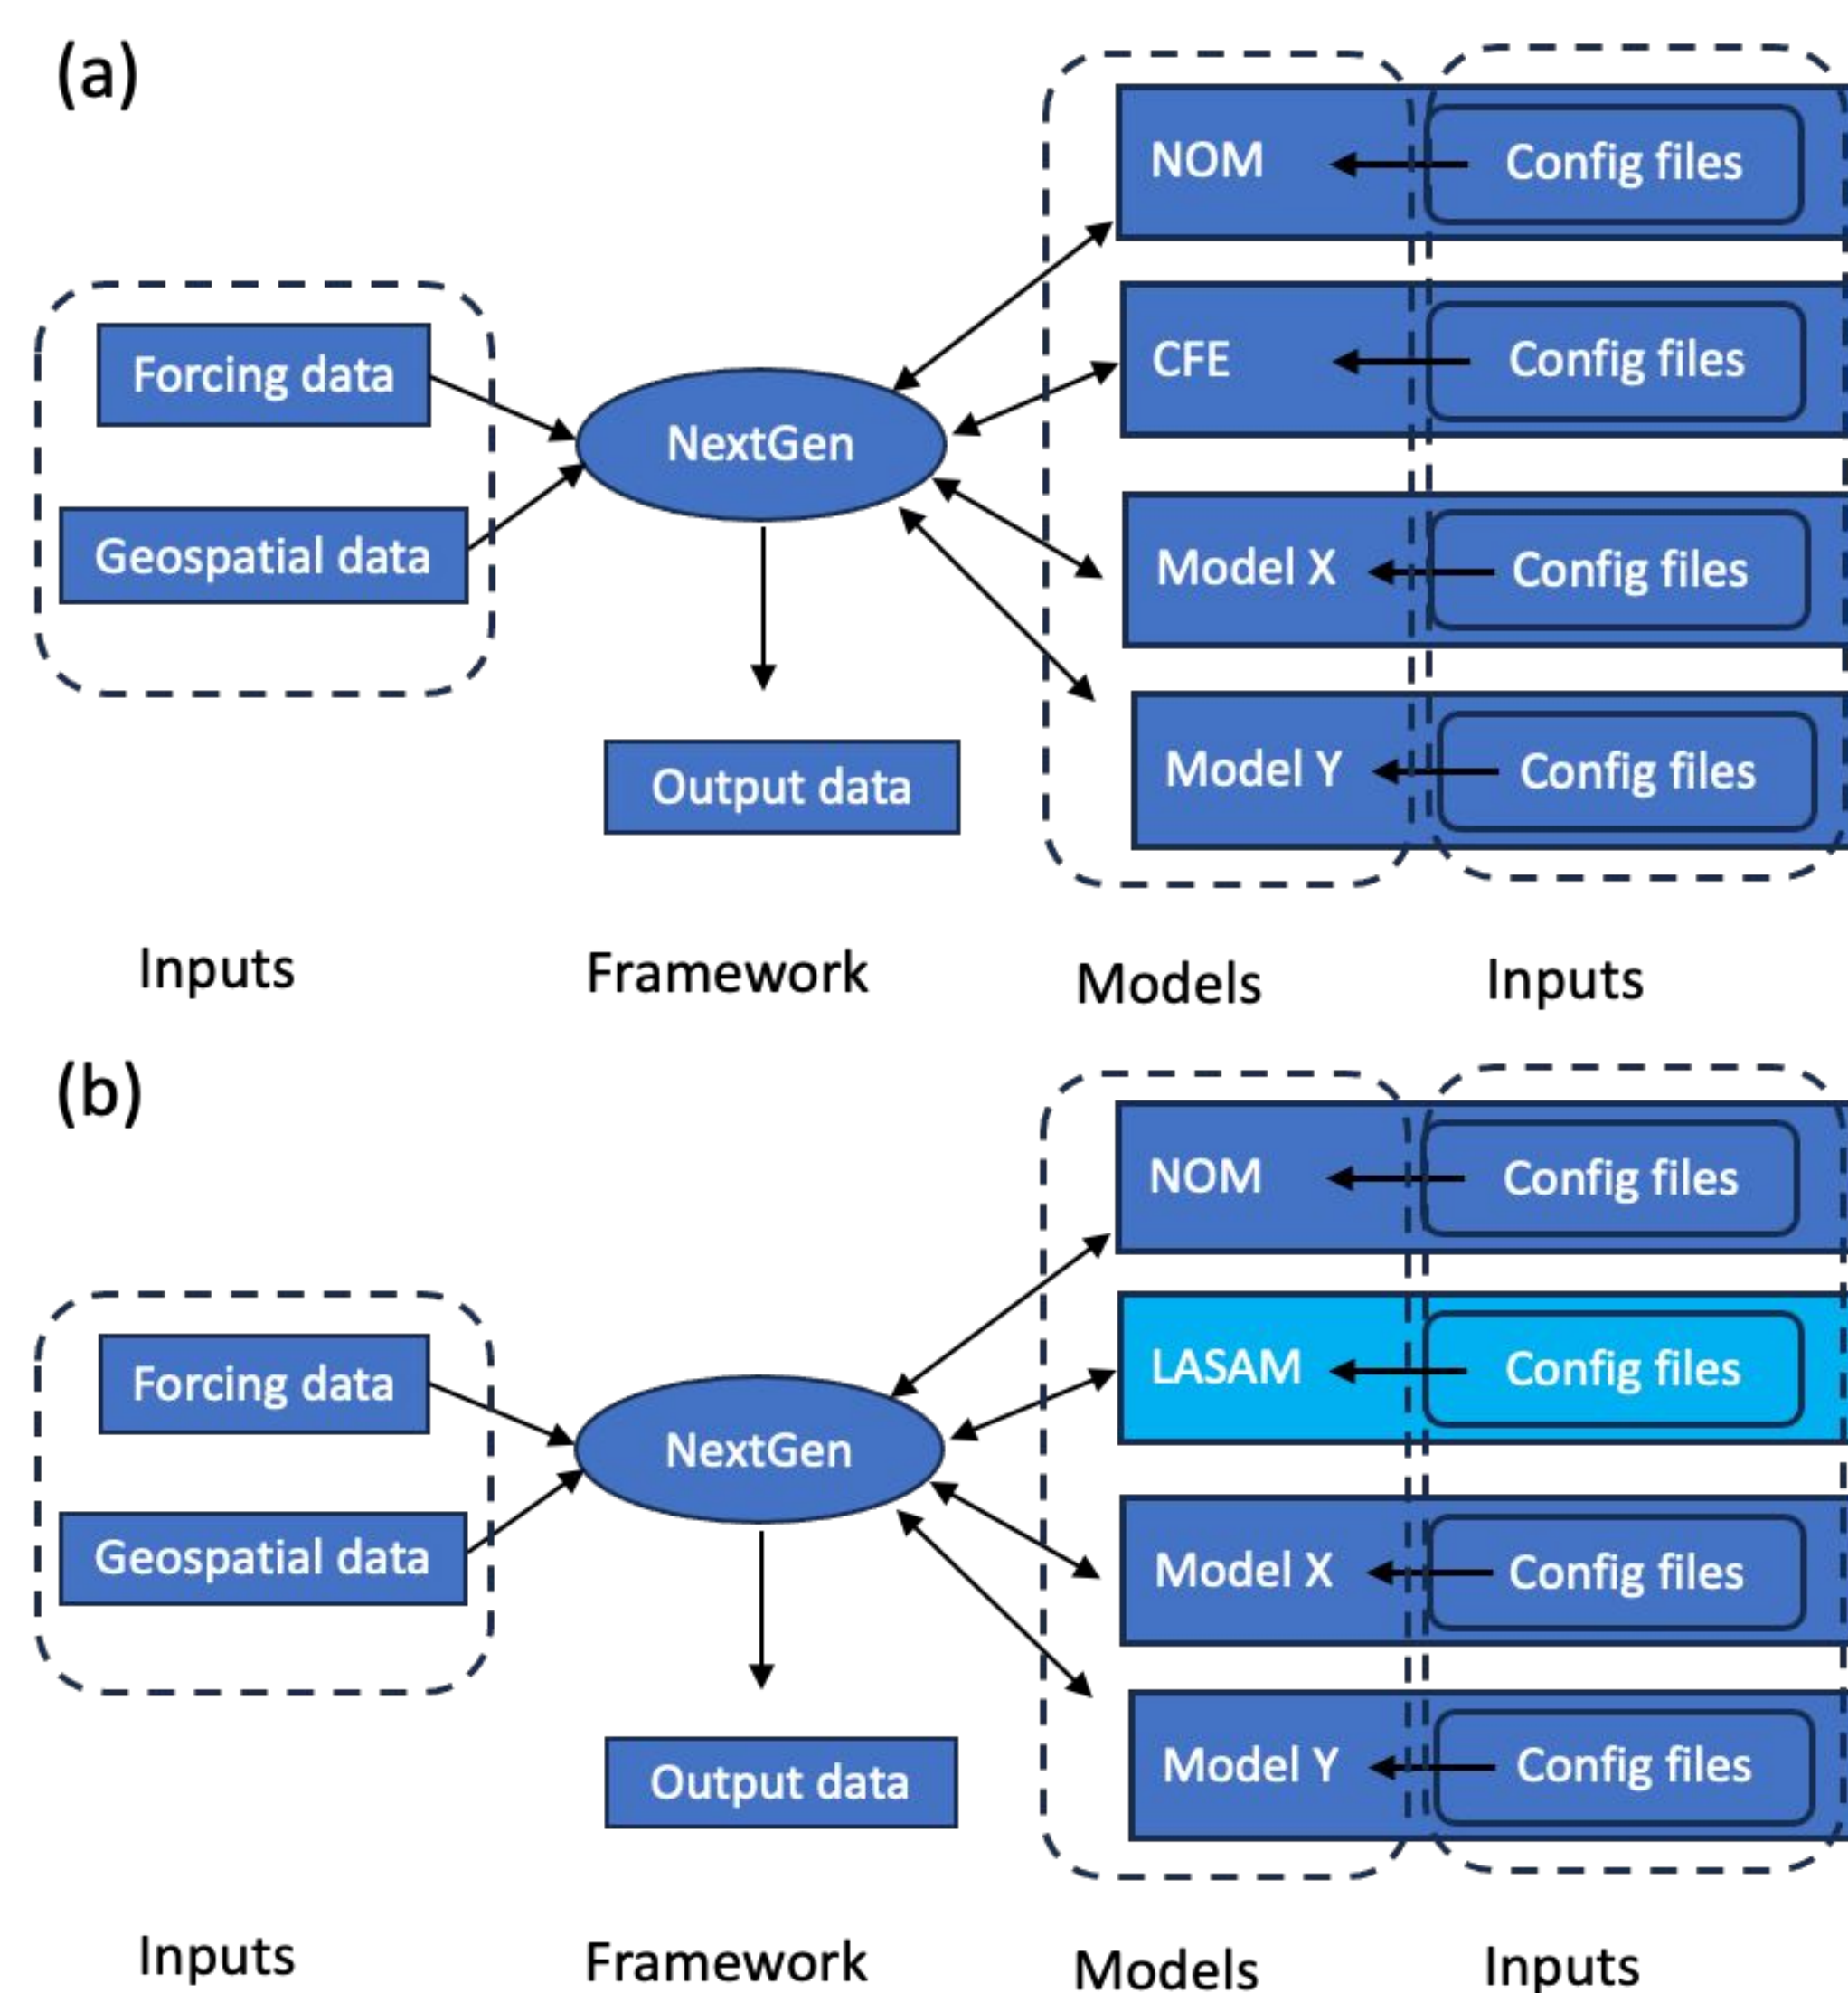 (a)
NOM
Config files
Forcing data
CFE
Config files
NextGen
Geospatial data
Model X
Config files
Output data
Model Y
Config files
Inputs
Framework
Models
Inputs
(b)
NOM
Config files
Forcing data
LASAM
Config files
NextGen
Geospatial data
Model X
Config files
Output data
Model Y
Config files
Inputs
Framework
Models
Inputs